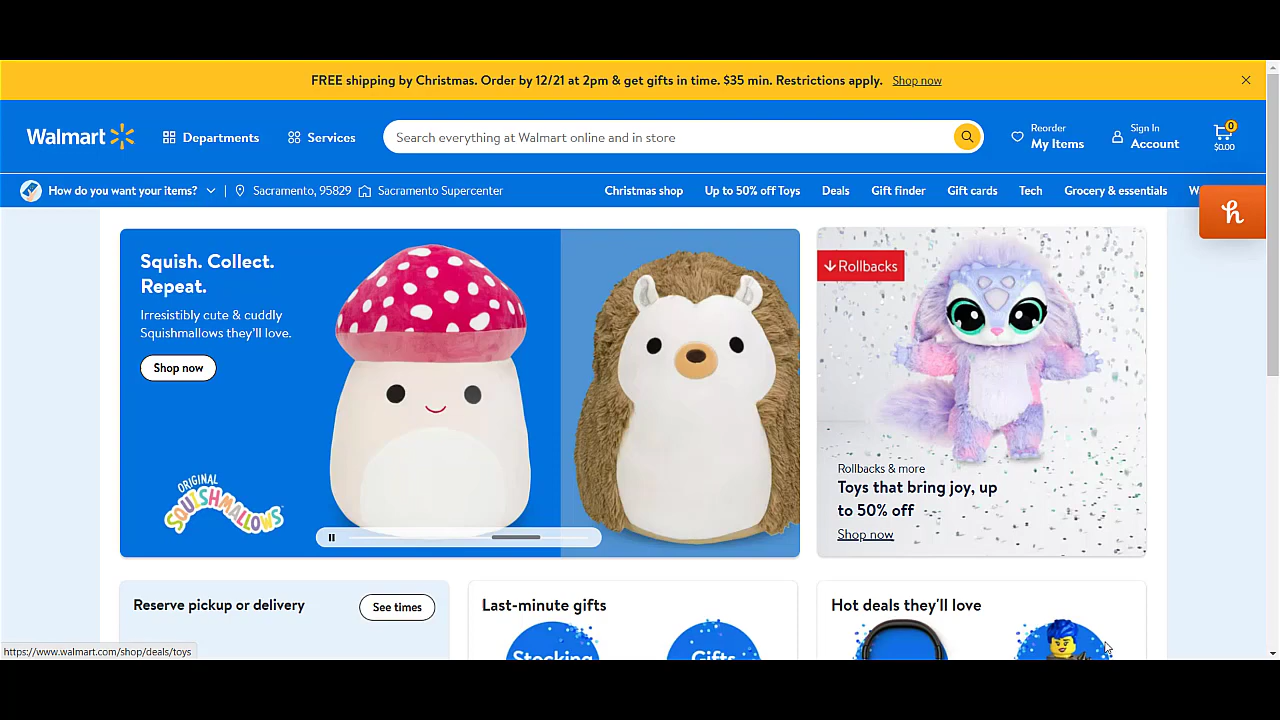 FREE shipping by Christmas. Order by 12/21 at 2pm & get gifts in time. $35 min. Restrictions apply. Shop now
Walmart
Departments
Services
Search everything at Walmart online and in store
Reorder
My Items
Sign In
Account
0
$0.00
How do you want your items?
Sacramento, 95829
Sacramento Supercenter
Christmas shop
Up to 50% off Toys
Deals
Gift finder
Gift cards
Tech
Grocery & essentials
W
h
Squish. Collect.
Repeat.
Irresistibly cute & cuddly
Squishmallows they'll love.
Shop now
ORIGINAL
SQUISHMALLOWS
Rollbacks
Rollbacks & more
Toys that bring joy, up
to 50% off
Shop now
Reserve pickup or delivery
See times
Last-minute gifts
Stocking
Gifts
Hot deals they'll love
https://www.walmart.com/shop/deals/toys